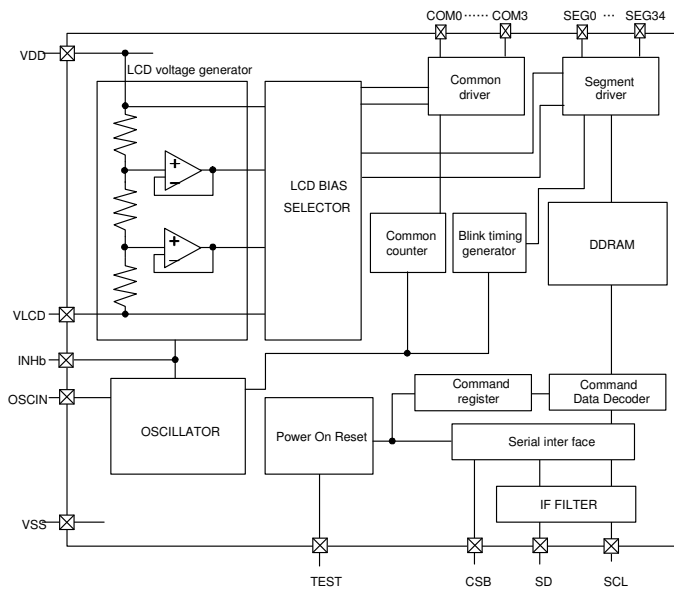 COM0 ······ COM3
SEG0 ··· SEG34
VDD
LCD voltage generator
Common
driver
Segment
driver
+
−
LCD BIAS
SELECTOR
+
−
Common
counter
Blink timing
generator
DDRAM
VLCD
INHb
OSCIN
OSCILLATOR
Power On Reset
Command
register
Command
Data Decoder
Serial inter face
IF FILTER
VSS
TEST
CSB
SD
SCL